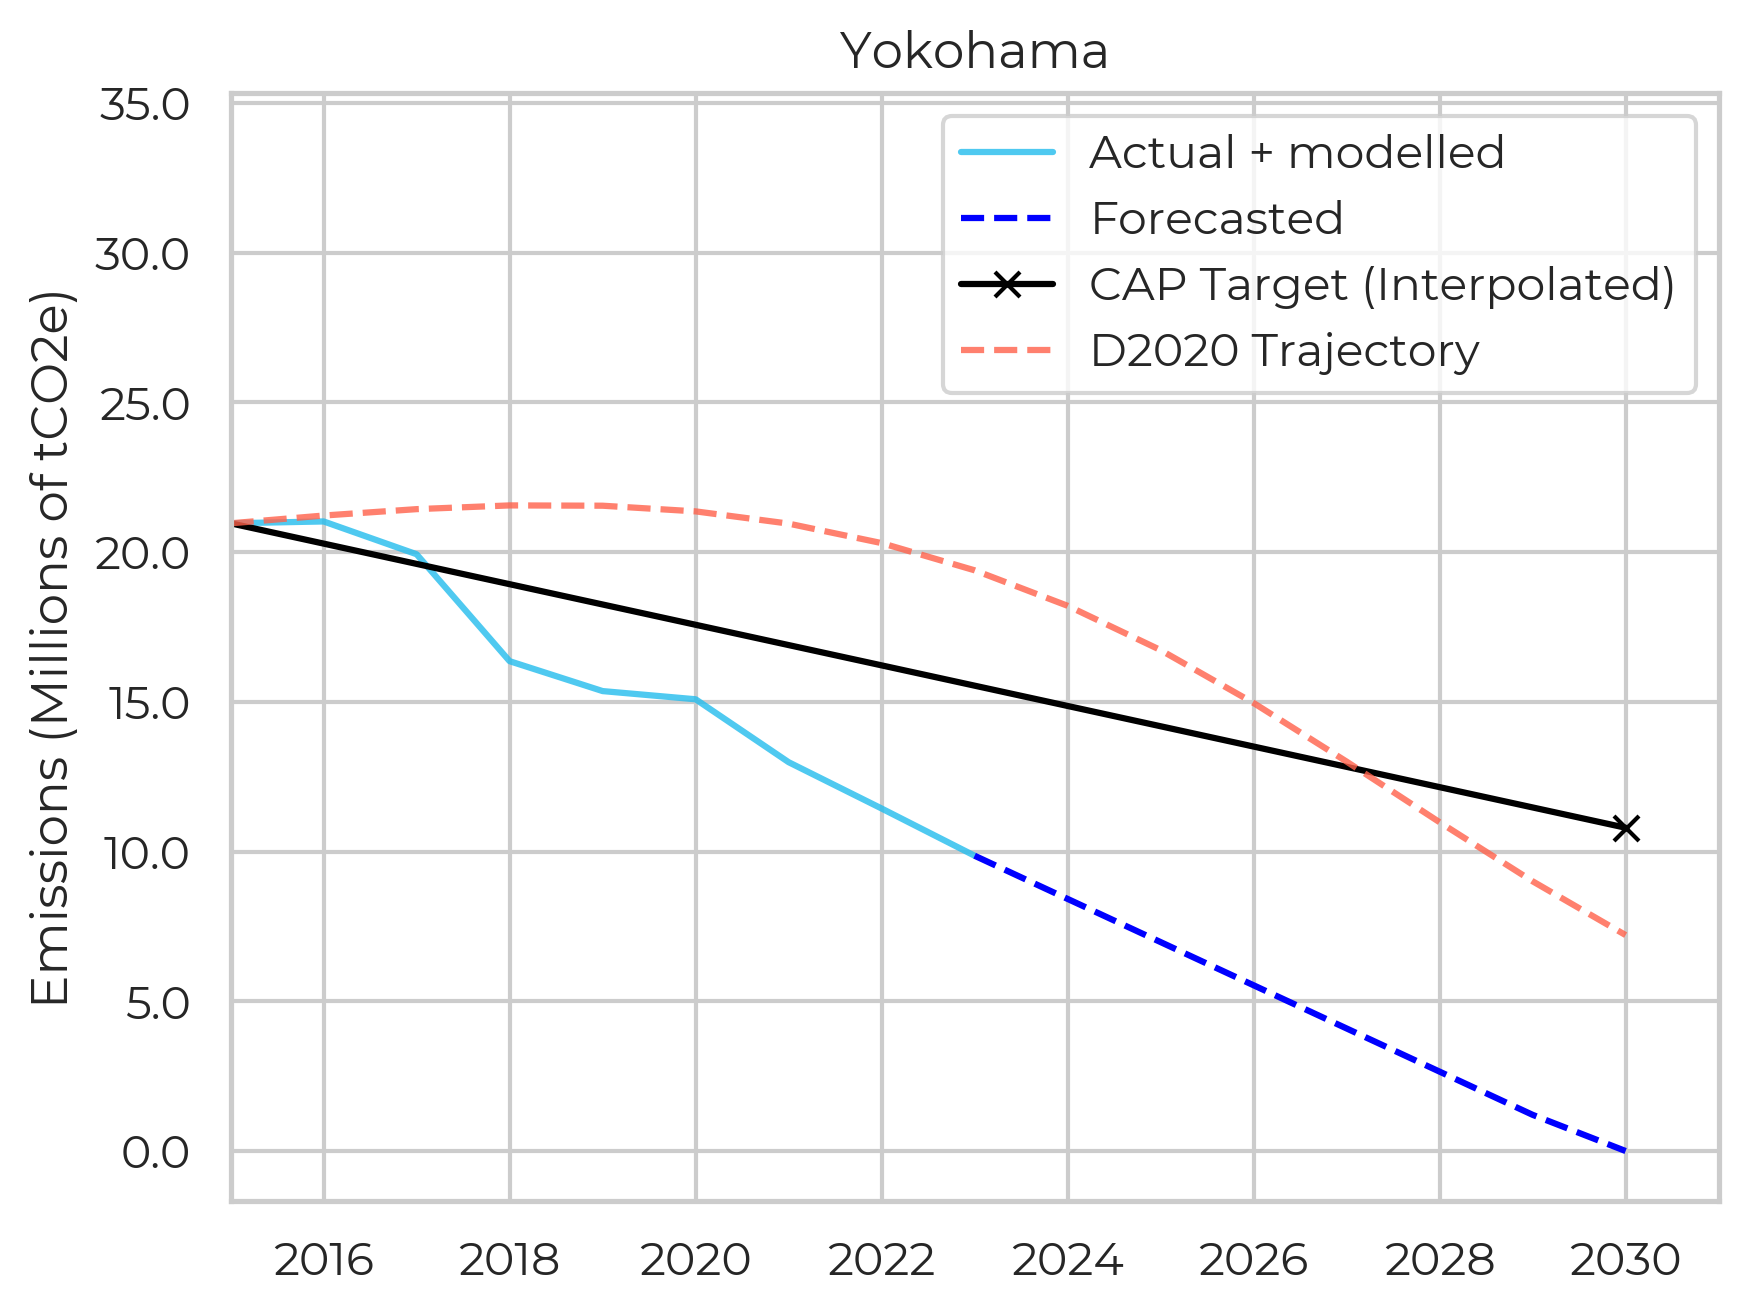 Yokohama
35.0
30.0
25.0
20.0
15.0
10.0
5.0
0.0
Emissions (Millions of tCO2e)
Actual + modelled
Forecasted
CAP Target (Interpolated)
D2020 Trajectory
2016 2018 2020 2022 2024 2026 2028 2030